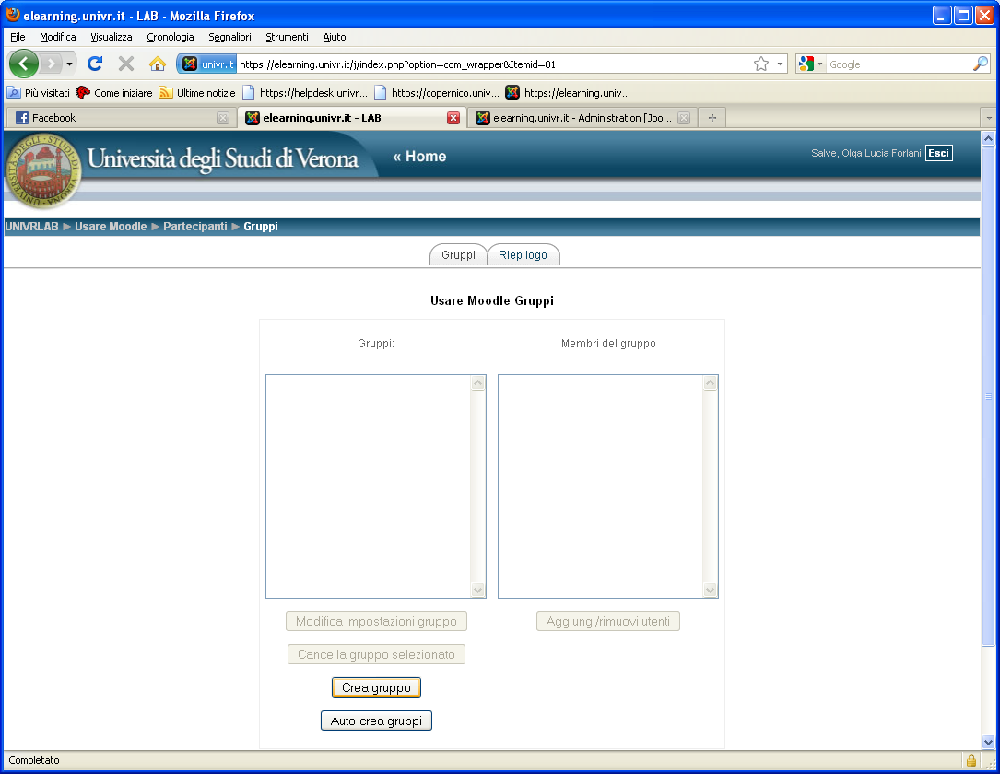 elearning.univr.it - LAB - Mozilla Firefox
File Modifica Visualizza Cronologia Segnalibri Strumenti Aiuto
univr.it https://elearning.univr.it/j/index.php?option=com_wrapper&Itemid=81 Google
Più visitati Come iniziare Ultime notizie https://helpdesk.univr... https://copernico.univ... https://elearning.univ...
Facebook elearning.univr.it - LAB elearning.univr.it - Administration [Joo...
Università degli Studi di Verona « Home Salve, Olga Lucia Forlani Esci
UNIVRLAB ► Usare Moodle ► Partecipanti ► Gruppi
Gruppi Riepilogo
Usare Moodle Gruppi
Gruppi: Membri del gruppo
Modifica impostazioni gruppo Aggiungi/rimuovi utenti
Cancella gruppo selezionato
Crea gruppo
Auto-crea gruppi
Completato